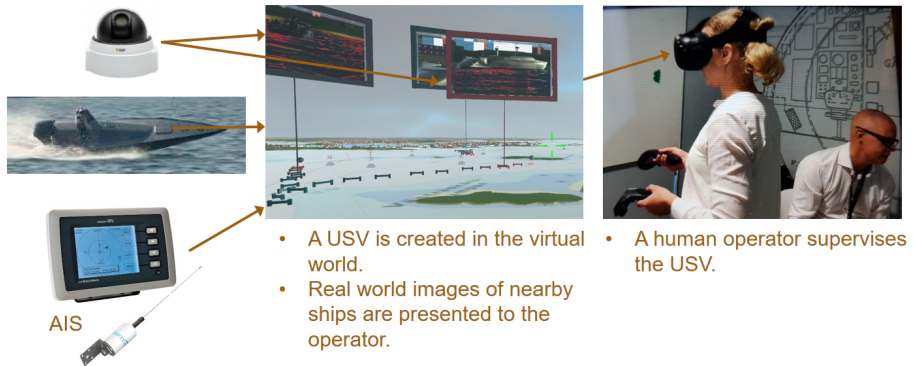 • A USV is created in the virtual
world.
• Real world images of nearby
ships are presented to the
operator.
• A human operator supervises
the USV.
AIS